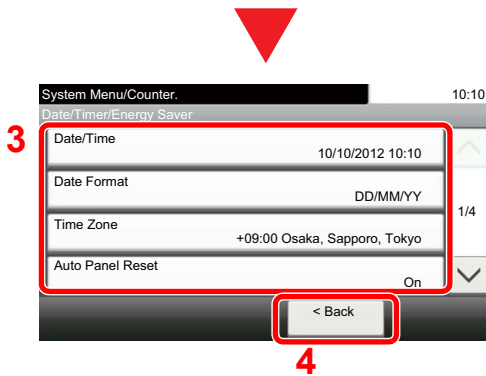 System Menu/Counter. 10:10
Date/Timer/Energy Saver
3
Date/Time
10/10/2012 10:10
Date Format
DD/MM/YY
1/4
Time Zone
+09:00 Osaka, Sapporo, Tokyo
Auto Panel Reset
On
< Back
4